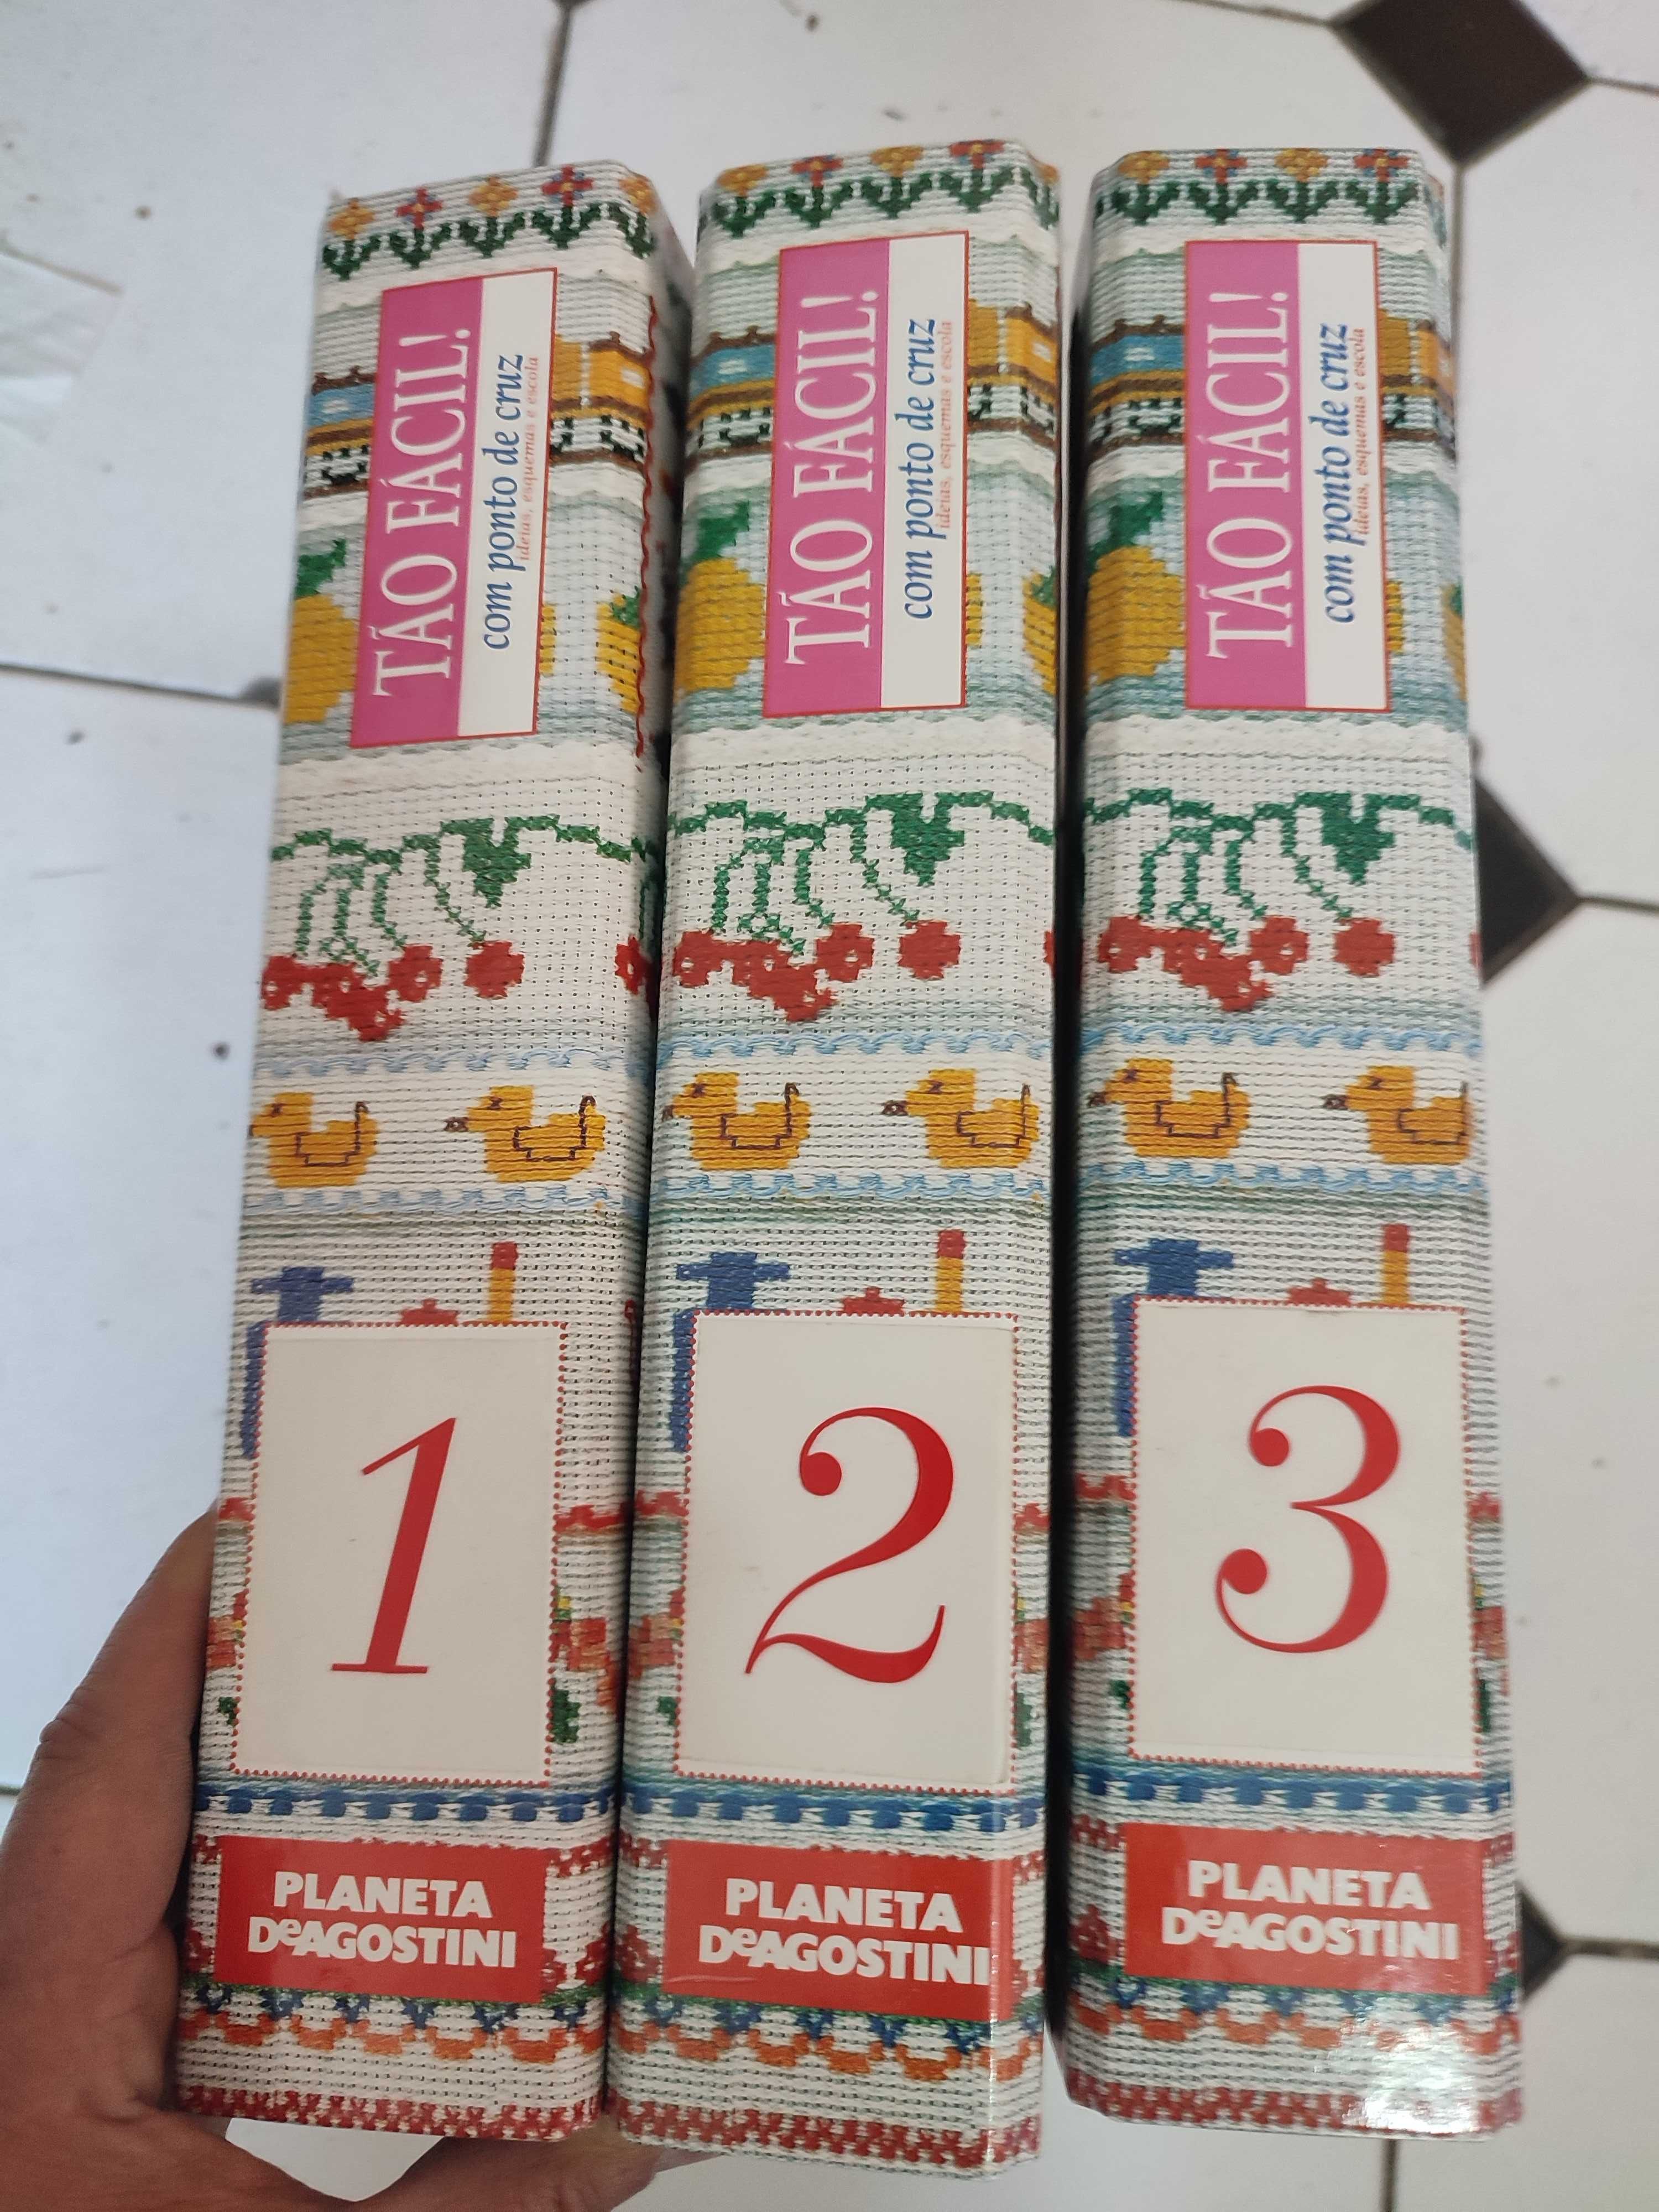 TÃO FÁCIL!
com ponto de cruz
ideias, esquemas e escola
1
PLANETA
DeAGOSTINI
TÃO FÁCIL!
com ponto de cruz
ideias, esquemas e escola
2
PLANETA
DeAGOSTINI
TÃO FÁCIL!
com ponto de cruz
ideias, esquemas e escola
3
PLANETA
DeAGOSTINI